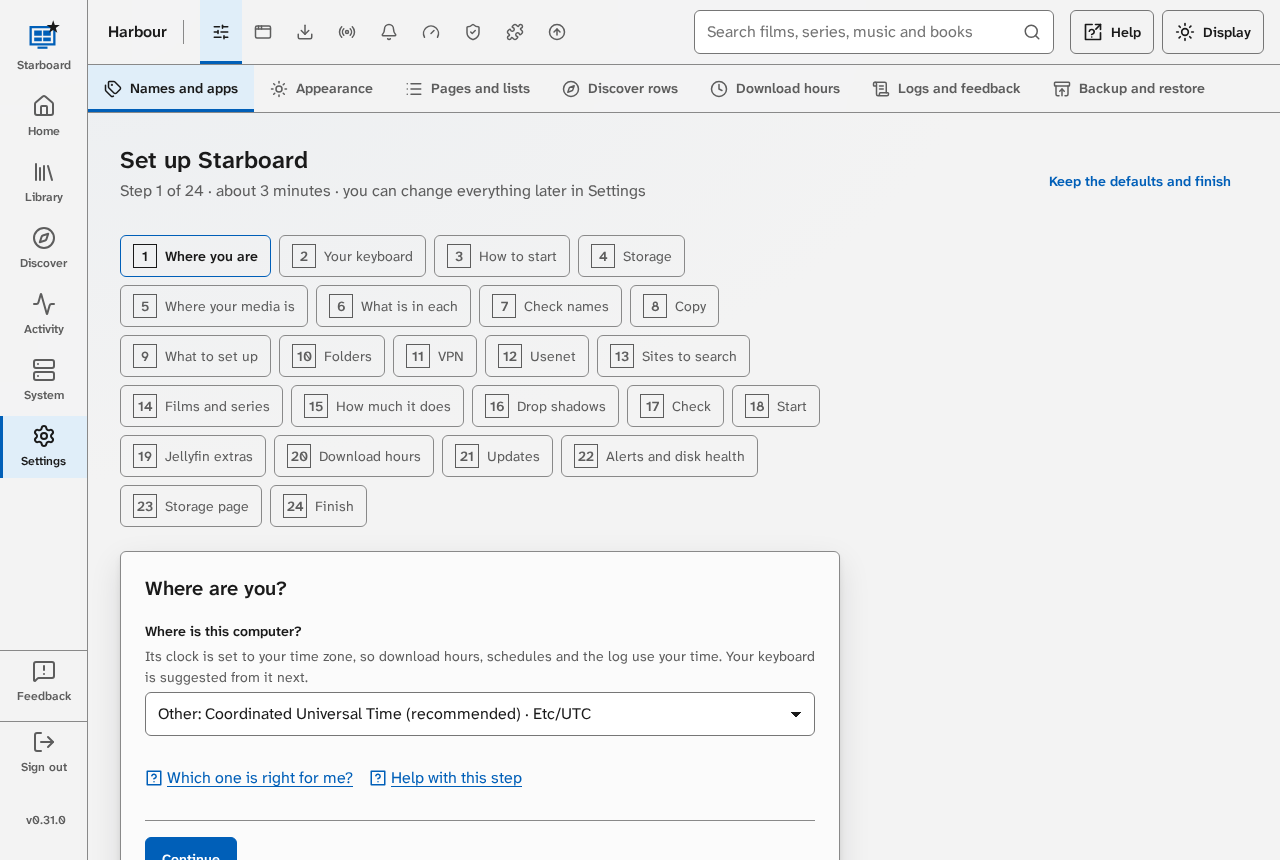 Starboard
Harbour
Search films, series, music and books
Help
Display
Names and apps
Appearance
Pages and lists
Discover rows
Download hours
Logs and feedback
Backup and restore
Home
Library
Discover
Activity
System
Settings
Feedback
Sign out
v0.31.0
Set up Starboard
Step 1 of 24 · about 3 minutes · you can change everything later in Settings
Keep the defaults and finish
1 Where you are
2 Your keyboard
3 How to start
4 Storage
5 Where your media is
6 What is in each
7 Check names
8 Copy
9 What to set up
10 Folders
11 VPN
12 Usenet
13 Sites to search
14 Films and series
15 How much it does
16 Drop shadows
17 Check
18 Start
19 Jellyfin extras
20 Download hours
21 Updates
22 Alerts and disk health
23 Storage page
24 Finish
Where are you?
Where is this computer?
Its clock is set to your time zone, so download hours, schedules and the log use your time. Your keyboard
is suggested from it next.
Other: Coordinated Universal Time (recommended) · Etc/UTC
Which one is right for me?
Help with this step
Continue